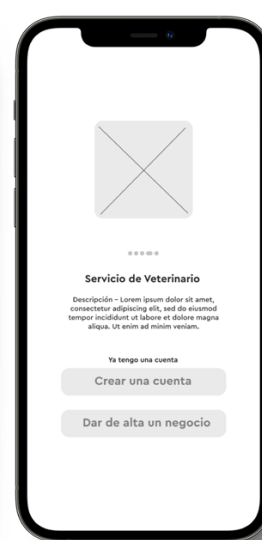 Servicio de Veterinario
Descripción – Lorem ipsum dolor sit amet,
consectetur adipiscing elit, sed do eiusmod
tempor incididunt ut labore et dolore magna
aliqua. Ut enim ad minim veniam.
Ya tengo una cuenta
Crear una cuenta
Dar de alta un negocio